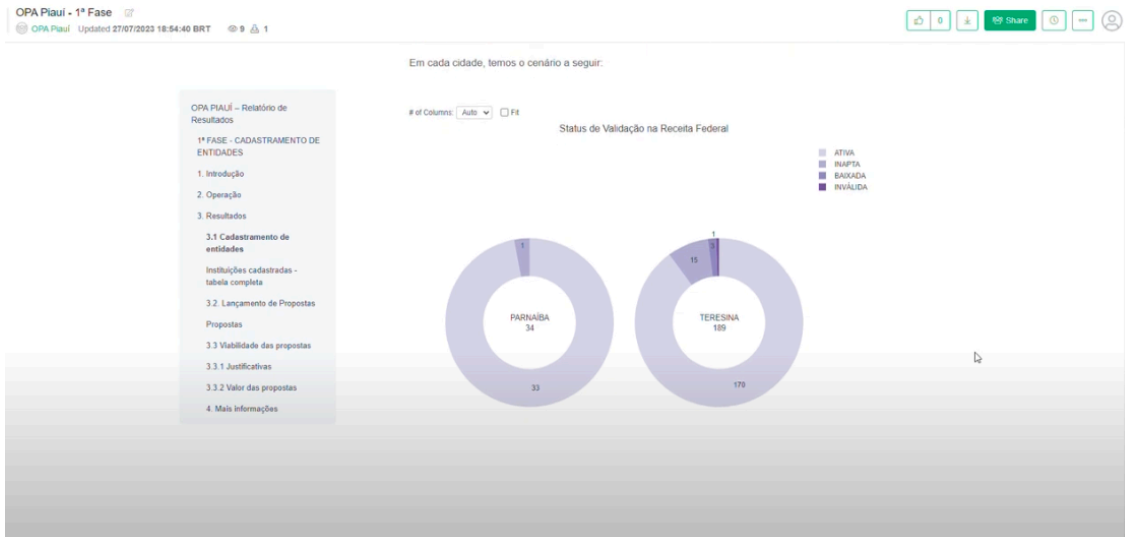 OPA Piauí - 1ª Fase
OPA Piauí Updated 27/07/2023 18:54:40 BRT 9 1
0
Share
Em cada cidade, temos o cenário a seguir:
OPA PIAUÍ – Relatório de
Resultados
1ª FASE - CADASTRAMENTO DE
ENTIDADES
1. Introdução
2. Operação
3. Resultados
3.1 Cadastramento de
entidades
Instituições cadastradas -
tabela completa
3.2. Lançamento de Propostas
Propostas
3.3 Viabilidade das propostas
3.3.1 Justificativas
3.3.2 Valor das propostas
4. Mais informações
# of Columns: Auto Fit
Status de Validação na Receita Federal
ATIVA
INAPTA
BAIXADA
INVÁLIDA
1
PARNAÍBA
34
33
1
3
15
TERESINA
189
170